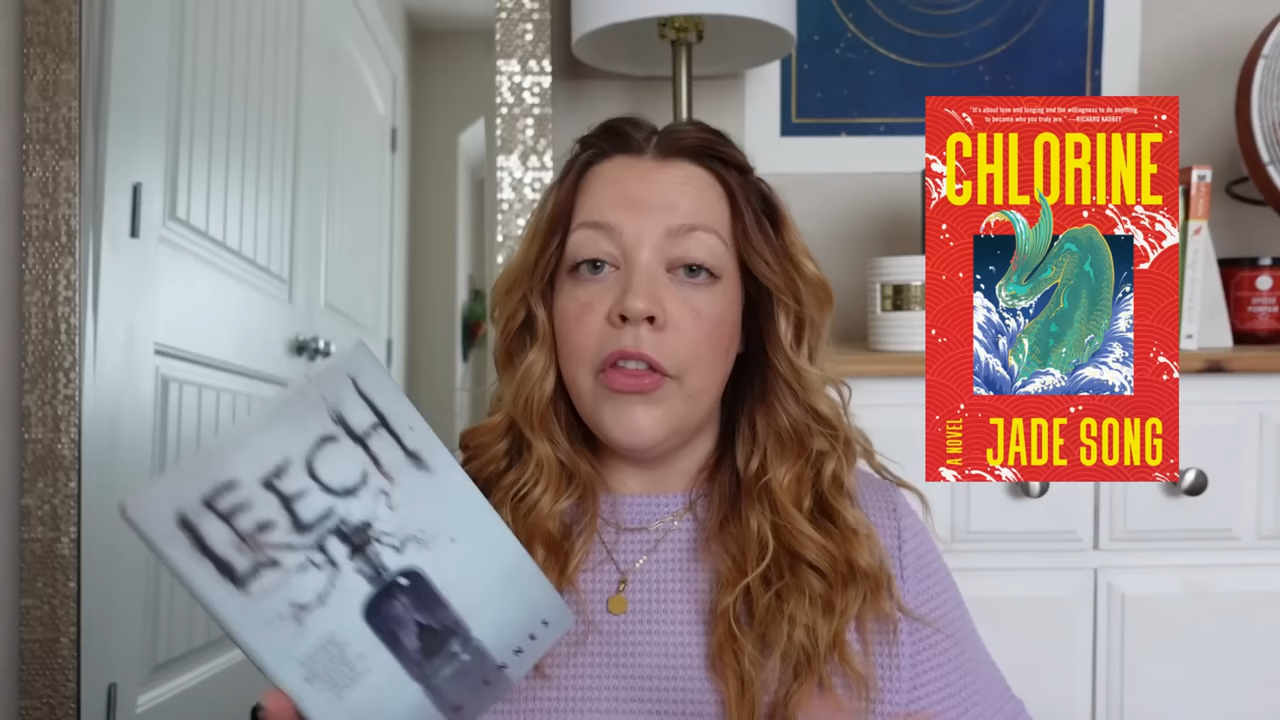 LEECH
"It's about love and longing and the willingness to do anything
to become who you truly are." —RICHARD KADREY
CHLORINE
A NOVEL
JADE SONG